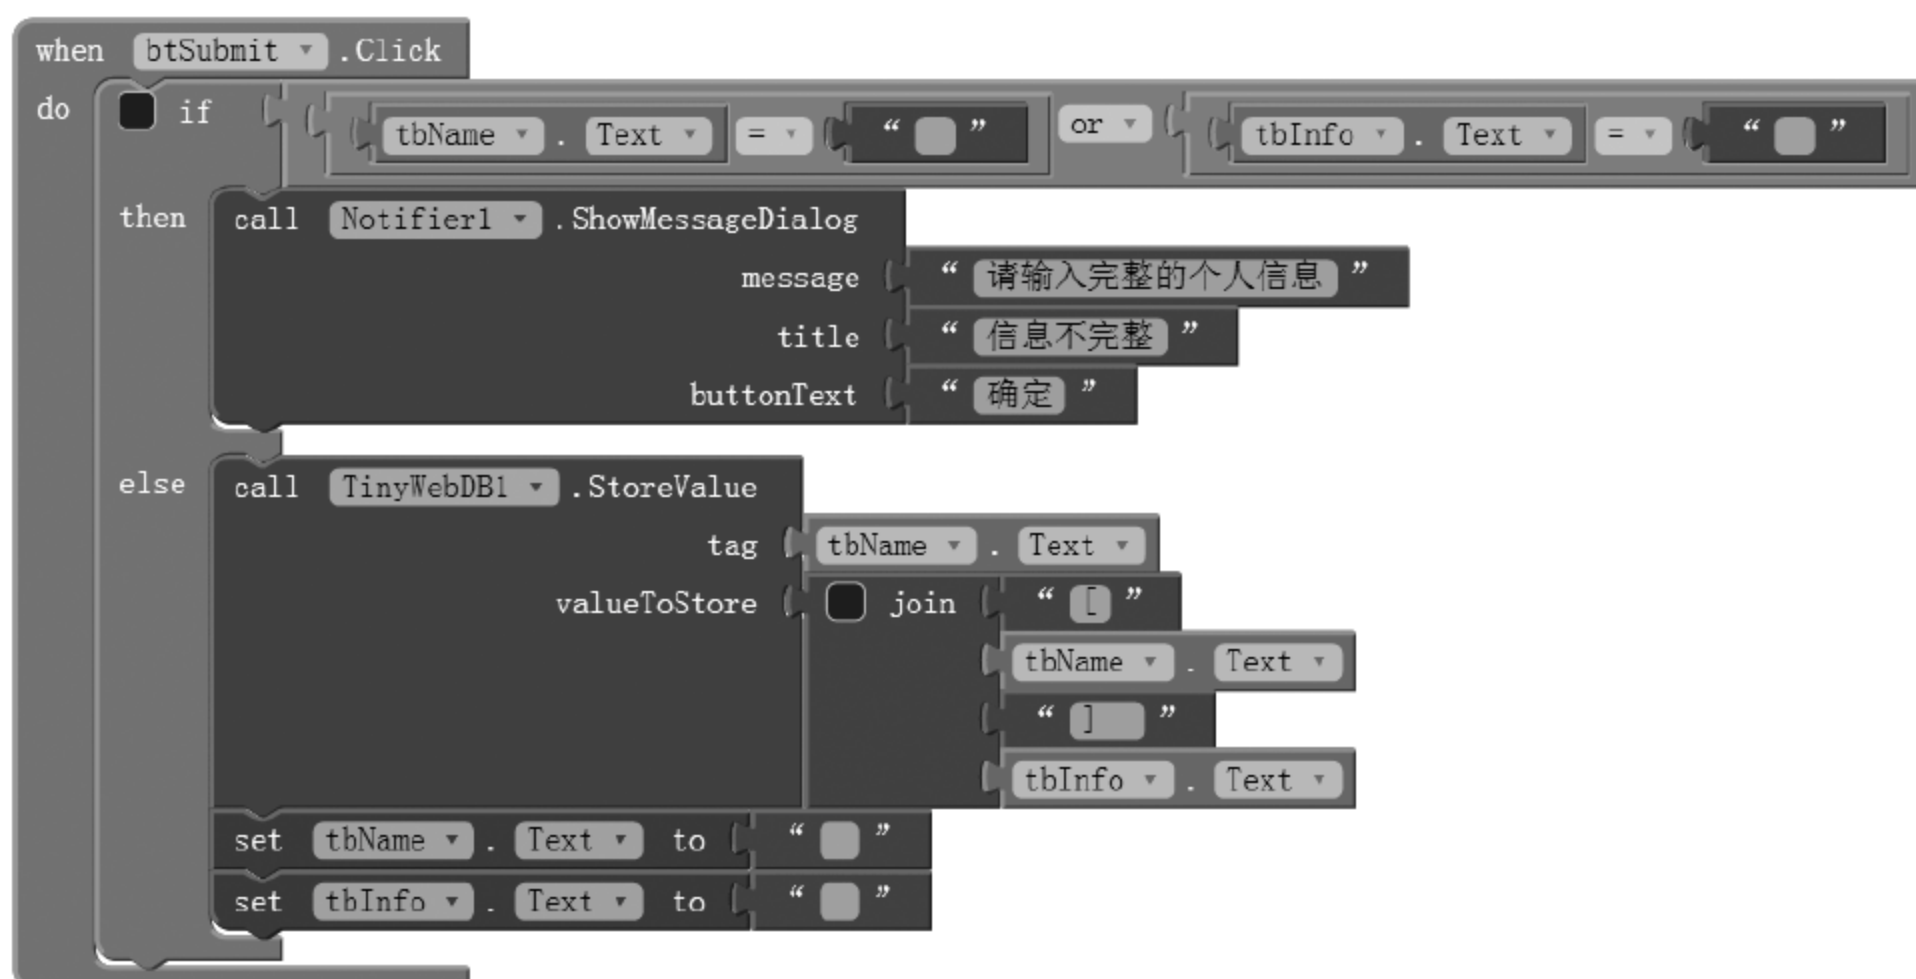 when btSubmit .Click
do if tbName . Text = “ ” or tbInfo . Text = “ ”
then call Notifier1 .ShowMessageDialog
message “ 请输入完整的个人信息 ”
title “ 信息不完整 ”
buttonText “ 确定 ”
else call TinyWebDB1 .StoreValue
tag tbName . Text
valueToStore join “ [ ”
tbName . Text
“ ] ”
tbInfo . Text
set tbName . Text to “ ”
set tbInfo . Text to “ ”